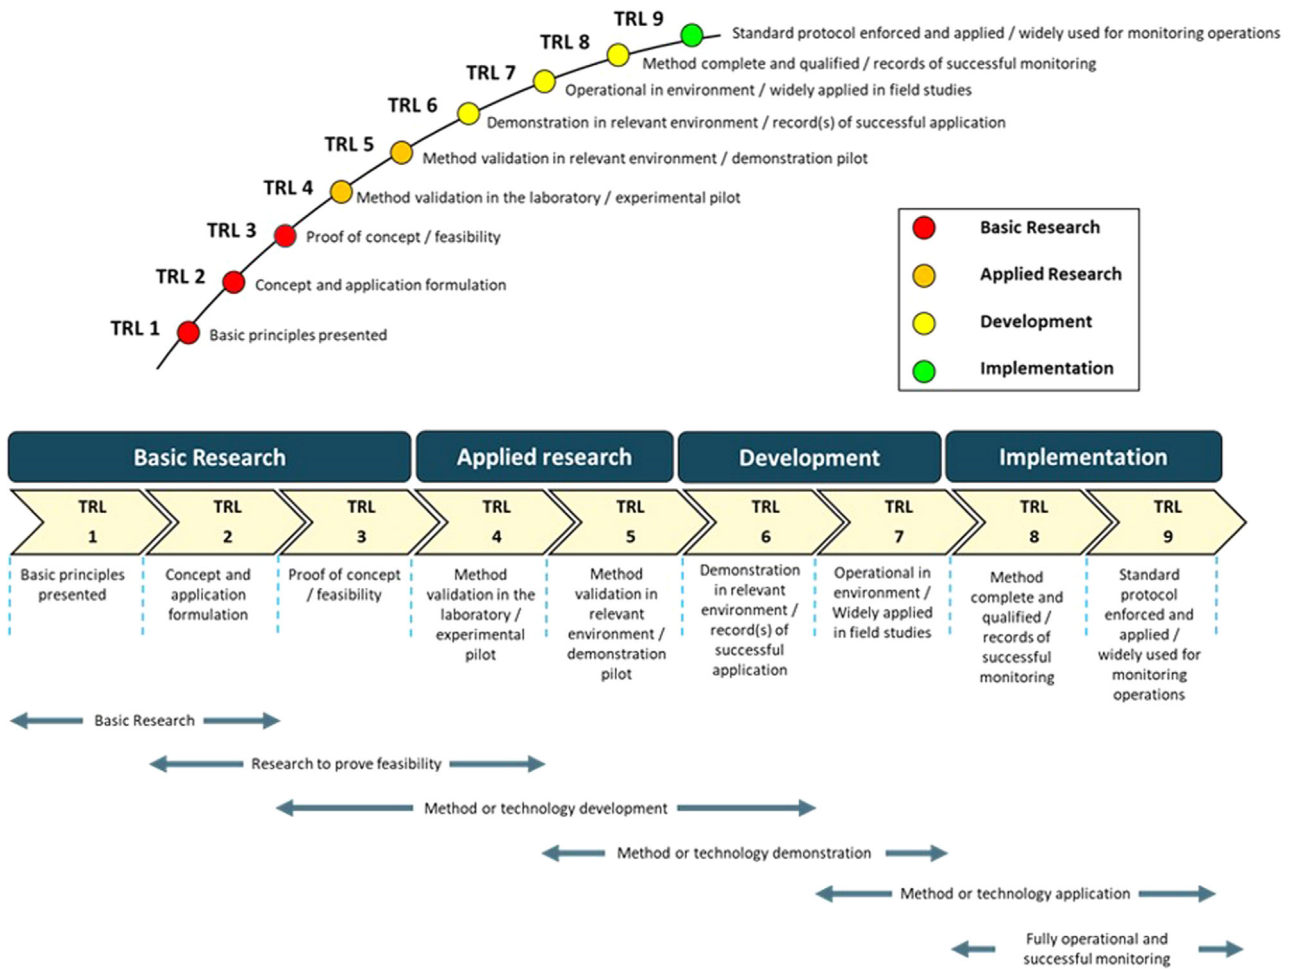 TRL 9
Standard protocol enforced and applied / widely used for monitoring operations
TRL 8
Method complete and qualified / records of successful monitoring
TRL 7
Operational in environment / widely applied in field studies
TRL 6
Demonstration in relevant environment / record(s) of successful application
TRL 5
Method validation in relevant environment / demonstration pilot
TRL 4
Method validation in the laboratory / experimental pilot
TRL 3
Proof of concept / feasibility
TRL 2
Concept and application formulation
TRL 1
Basic principles presented
Basic Research
Applied Research
Development
Implementation
Basic Research
Applied research
Development
Implementation
TRL
1
TRL
2
TRL
3
TRL
4
TRL
5
TRL
6
TRL
7
TRL
8
TRL
9
Basic principles
presented
Concept and
application
formulation
Proof of concept
/ feasibility
Method
validation in the
laboratory /
experimental
pilot
Method
validation in
relevant
environment /
demonstration
pilot
Demonstration
in relevant
environment /
record(s) of
successful
application
Operational in
environment /
Widely applied
in field studies
Method
complete and
qualified /
records of
successful
monitoring
Standard
protocol
enforced and
applied /
widely used for
monitoring
operations
Basic Research
Research to prove feasibility
Method or technology development
Method or technology demonstration
Method or technology application
Fully operational and
successful monitoring